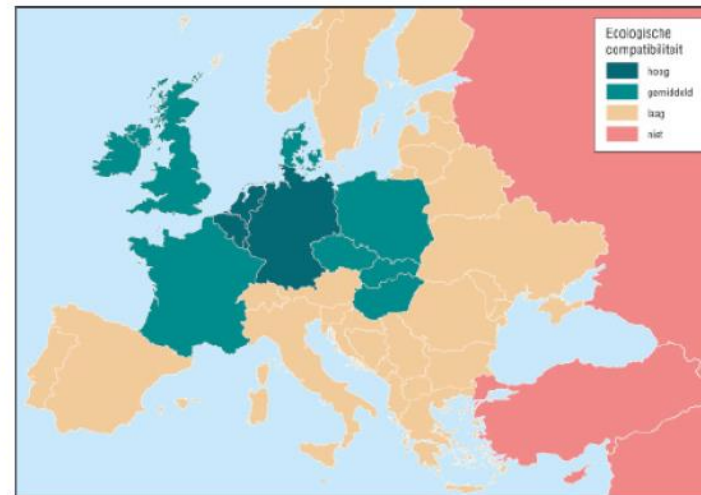 Ecologische
compatibiliteit
hoog
gemiddeld
laag
niet